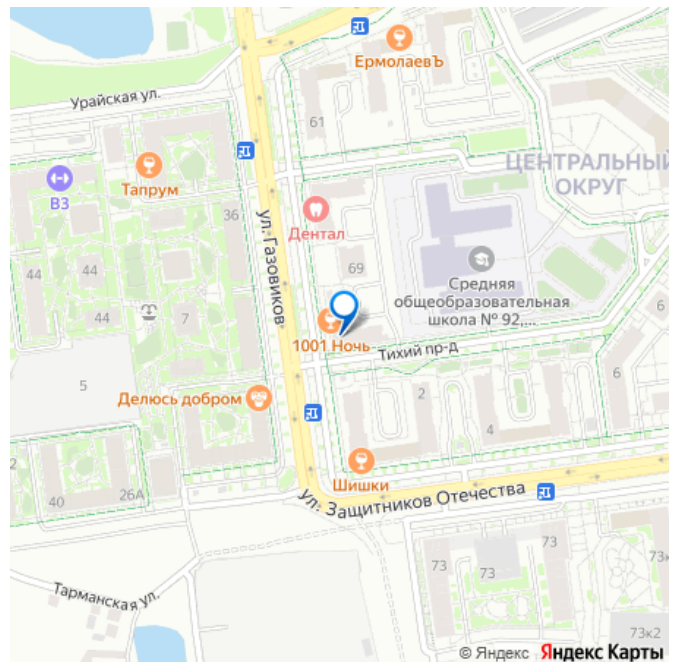 ЕрмолаевЪ
Урайская ул.
61
ЦЕНТРАЛЬНЫЙ
ОКРУГ
В3
Тапрум
36
ул. Газовиков
Дентал
44
44
44
7
69
Средняя
общеобразовательная
школа № 92,...
1001 Ночь
Тихий пр-д
6
6
5
2
4
Делюсь добром
Шишки
2
40
26А
ул. Защитников Отечества
73
73
73
73к
Тарманская ул.
73к2
© Яндекс Яндекс Карты